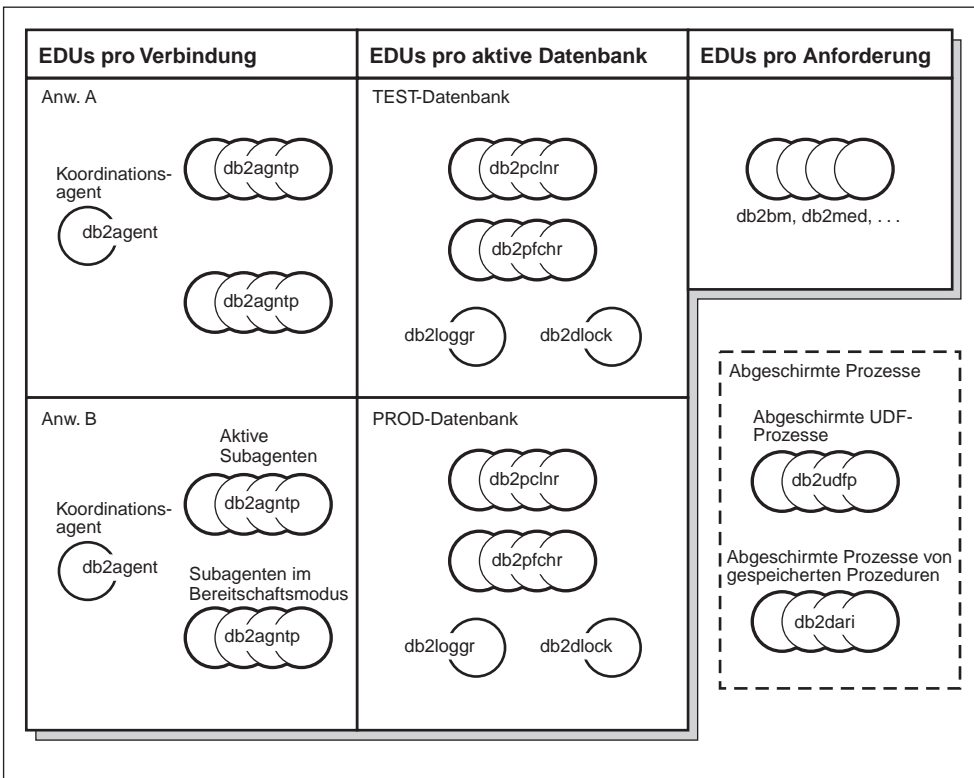 EDUs pro Verbindung
EDUs pro aktive Datenbank
EDUs pro Anforderung
Anw. A
Koordinations-
agent
db2agent
db2agntp
db2agntp
TEST-Datenbank
db2pclnr
db2pfchr
db2loggr
db2dlock
db2bm, db2med, . . .
Anw. B
Koordinations-
agent
db2agent
Aktive
Subagenten
db2agntp
Subagenten im
Bereitschaftsmodus
db2agntp
PROD-Datenbank
db2pclnr
db2pfchr
db2loggr
db2dlock
Abgeschirmte Prozesse
Abgeschirmte UDF-
Prozesse
db2udfp
Abgeschirmte Prozesse von
gespeicherten Prozeduren
db2dari